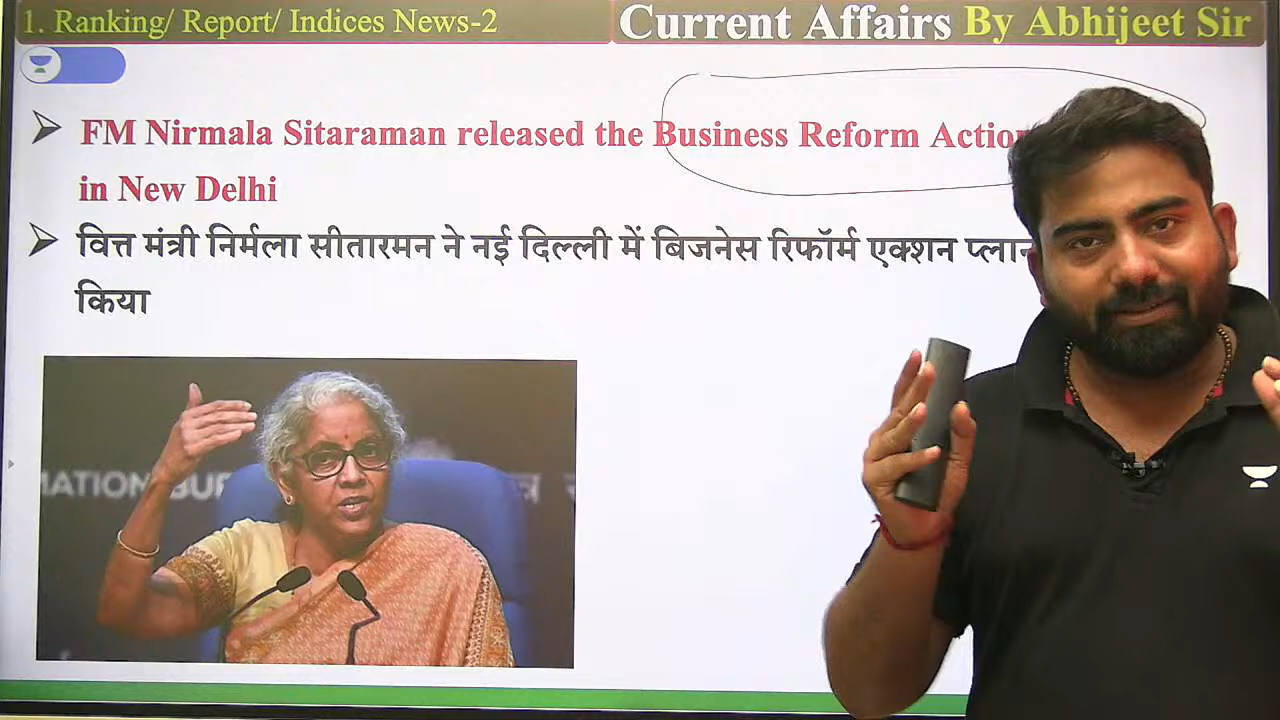 1. Ranking/ Report/ Indices News-2
Current Affairs By Abhijeet Sir
FM Nirmala Sitaraman released the Business Reform Action
in New Delhi
वित्त मंत्री निर्मला सीतारमन ने नई दिल्ली में बिजनेस रिफॉर्म एक्शन प्लान
किया